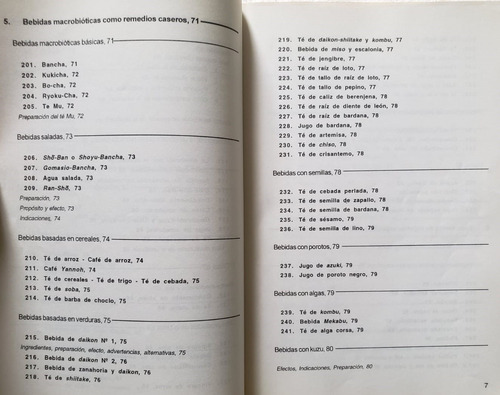 5. Bebidas macrobióticas como remedios caseros, 71
Bebidas macrobióticas básicas, 71
201. Bancha, 71
202. Kukicha, 72
203. Bo-cha, 72
204. Ryoku-Cha, 72
205. Te Mu, 72
Preparación del té Mu, 72
Bebidas saladas, 73
206. Shō-Ban o Shoyu-Bancha, 73
207. Gomasio-Bancha, 73
208. Agua salada, 73
209. Ran-Shō, 73
Preparación, 73
Propósito y efecto, 73
Indicaciones, 74
Bebidas basadas en cereales, 74
210. Té de arroz - Café de arroz, 74
211. Café Yannoh, 74
212. Té de cereales - Té de trigo - Té de cebada, 75
213. Té de soba, 75
214. Té de barba de choclo, 75
Bebidas basadas en verduras, 75
215. Bebida de daikon Nº 1, 75
Ingredientes, preparación, efecto, advertencias, alternativas, 75
216. Bebida de daikon Nº 2, 76
217. Bebida de zanahoria y daikon, 76
218. Té de shiitake, 76
219. Té de daikon-shiitake y kombu, 77
220. Bebida de miso y escalonia, 77
221. Té de jengibre, 77
222. Té de raíz de loto, 77
223. Té de tallo de raíz de loto, 77
224. Té de tallo de pepino, 77
225. Té de caliz de berenjena, 78
226. Té de raíz de diente de león, 78
227. Té de raíz de bardana, 78
228. Jugo de bardana, 78
229. Té de artemisa, 78
230. Té de chiso, 78
231. Té de crisantemo, 78
Bebidas con semillas, 78
232. Té de cebada perlada, 78
233. Té de semilla de zapallo, 78
234. Té de semilla de bardana, 78
235. Té de sésamo, 79
236. Té de semilla de lino, 79
Bebidas con porotos, 79
237. Jugo de azuki, 79
238. Jugo de poroto negro, 79
Bebidas con algas, 79
239. Té de kombu, 79
240. Bebida Mekabu, 79
241. Té de alga corsa, 79
Bebidas con kuzu, 80
Efectos, Indicaciones, Preparación, 80
7